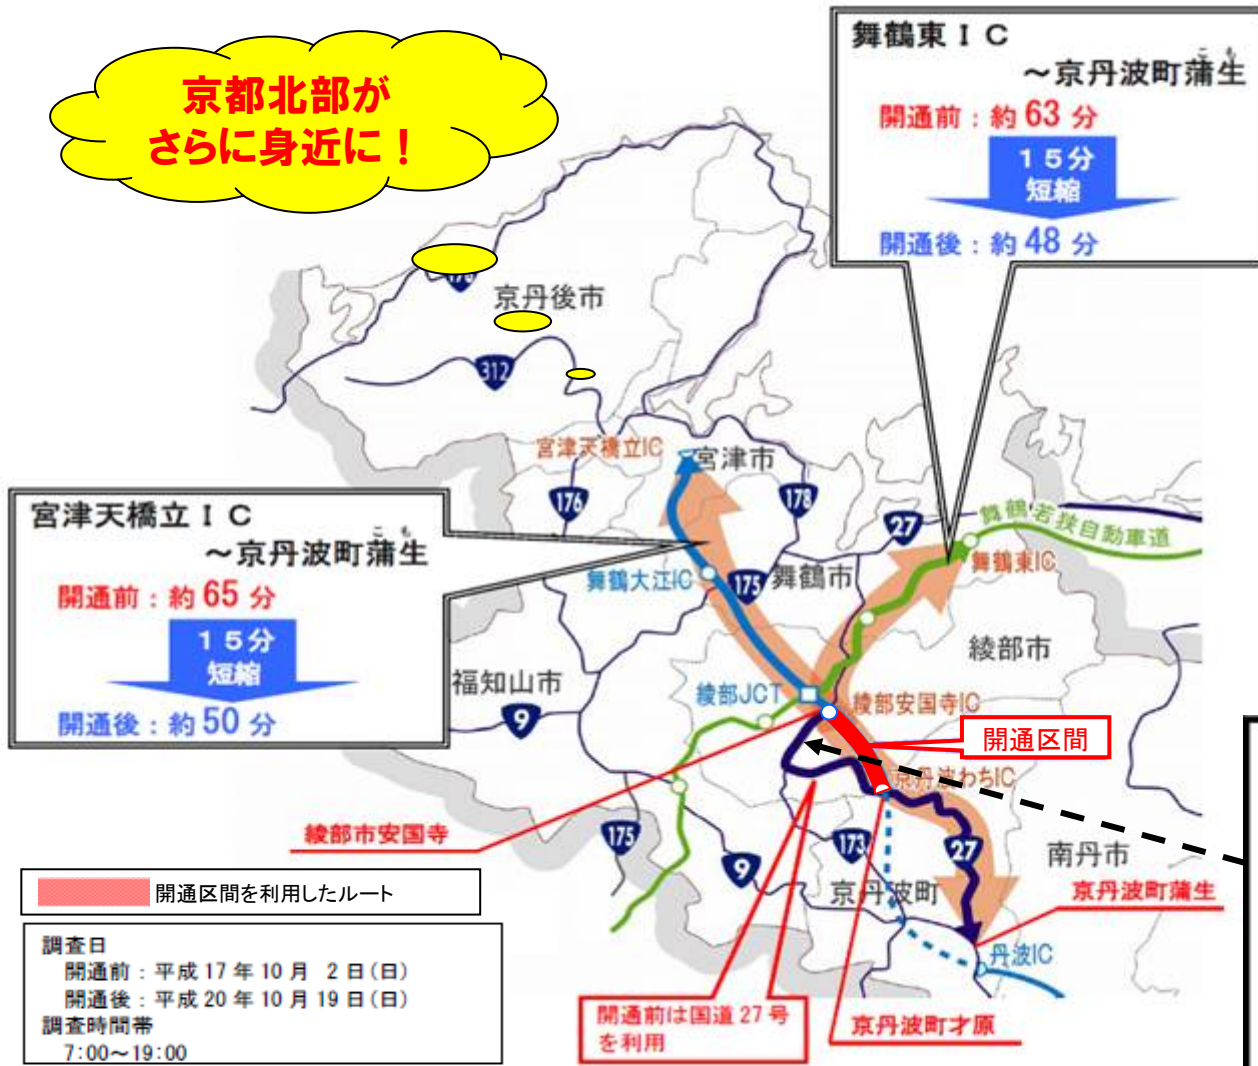 京都北部が
さらに身近に！
舞鶴東ＩＣ
～京丹波町蒲生
こも
開通前：約 63 分
１５分
短縮
開通後：約 48 分
京丹後市
312
宮津天橋立IC
宮津市
176
178
27
舞鶴若狭自動車道
舞鶴東IC
宮津天橋立ＩＣ
～京丹波町蒲生
こも
開通前：約 65 分
１５分
短縮
開通後：約 50 分
舞鶴大江IC
175
舞鶴市
綾部市
福知山市
9
綾部JCT
綾部安国寺IC
開通区間
京丹波わちIC
綾部市安国寺
175
9
173
27
南丹市
京丹波町
京丹波町蒲生
丹波IC
開通区間を利用したルート
開通前は国道 27 号
を利用
京丹波町才原
調査日
開通前：平成 17 年 10 月 2 日(日)
開通後：平成 20 年 10 月 19 日(日)
調査時間帯
7:00～19:00